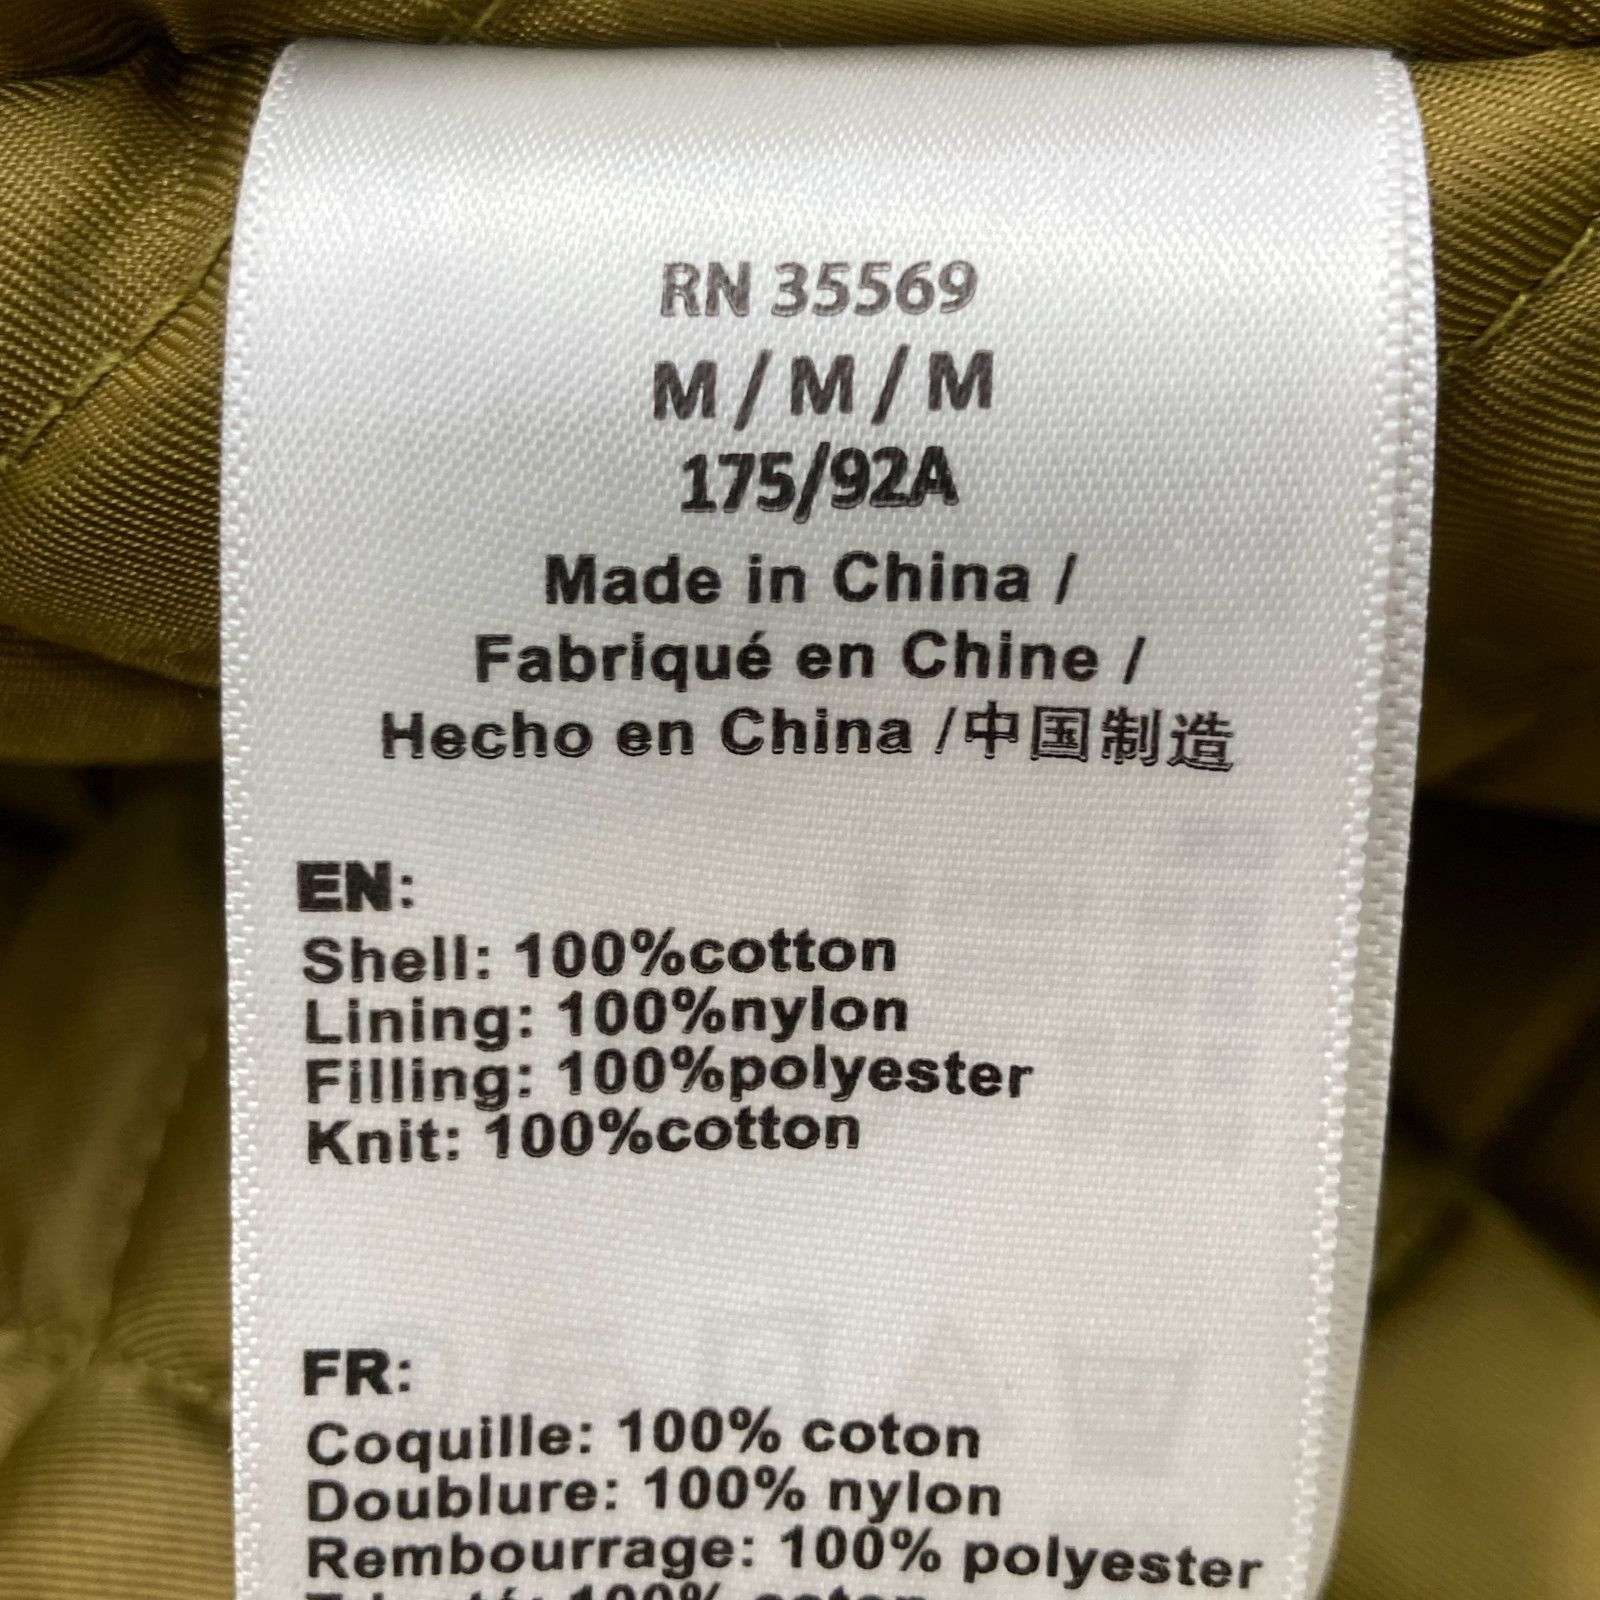 RN 35569
M / M / M
175/92A
Made in China /
Fabriqué en Chine /
Hecho en China /中国制造
EN:
Shell: 100%cotton
Lining: 100%nylon
Filling: 100%polyester
Knit: 100%cotton
FR:
Coquille: 100% coton
Doublure: 100% nylon
Rembourrage: 100% polyester
100% coton